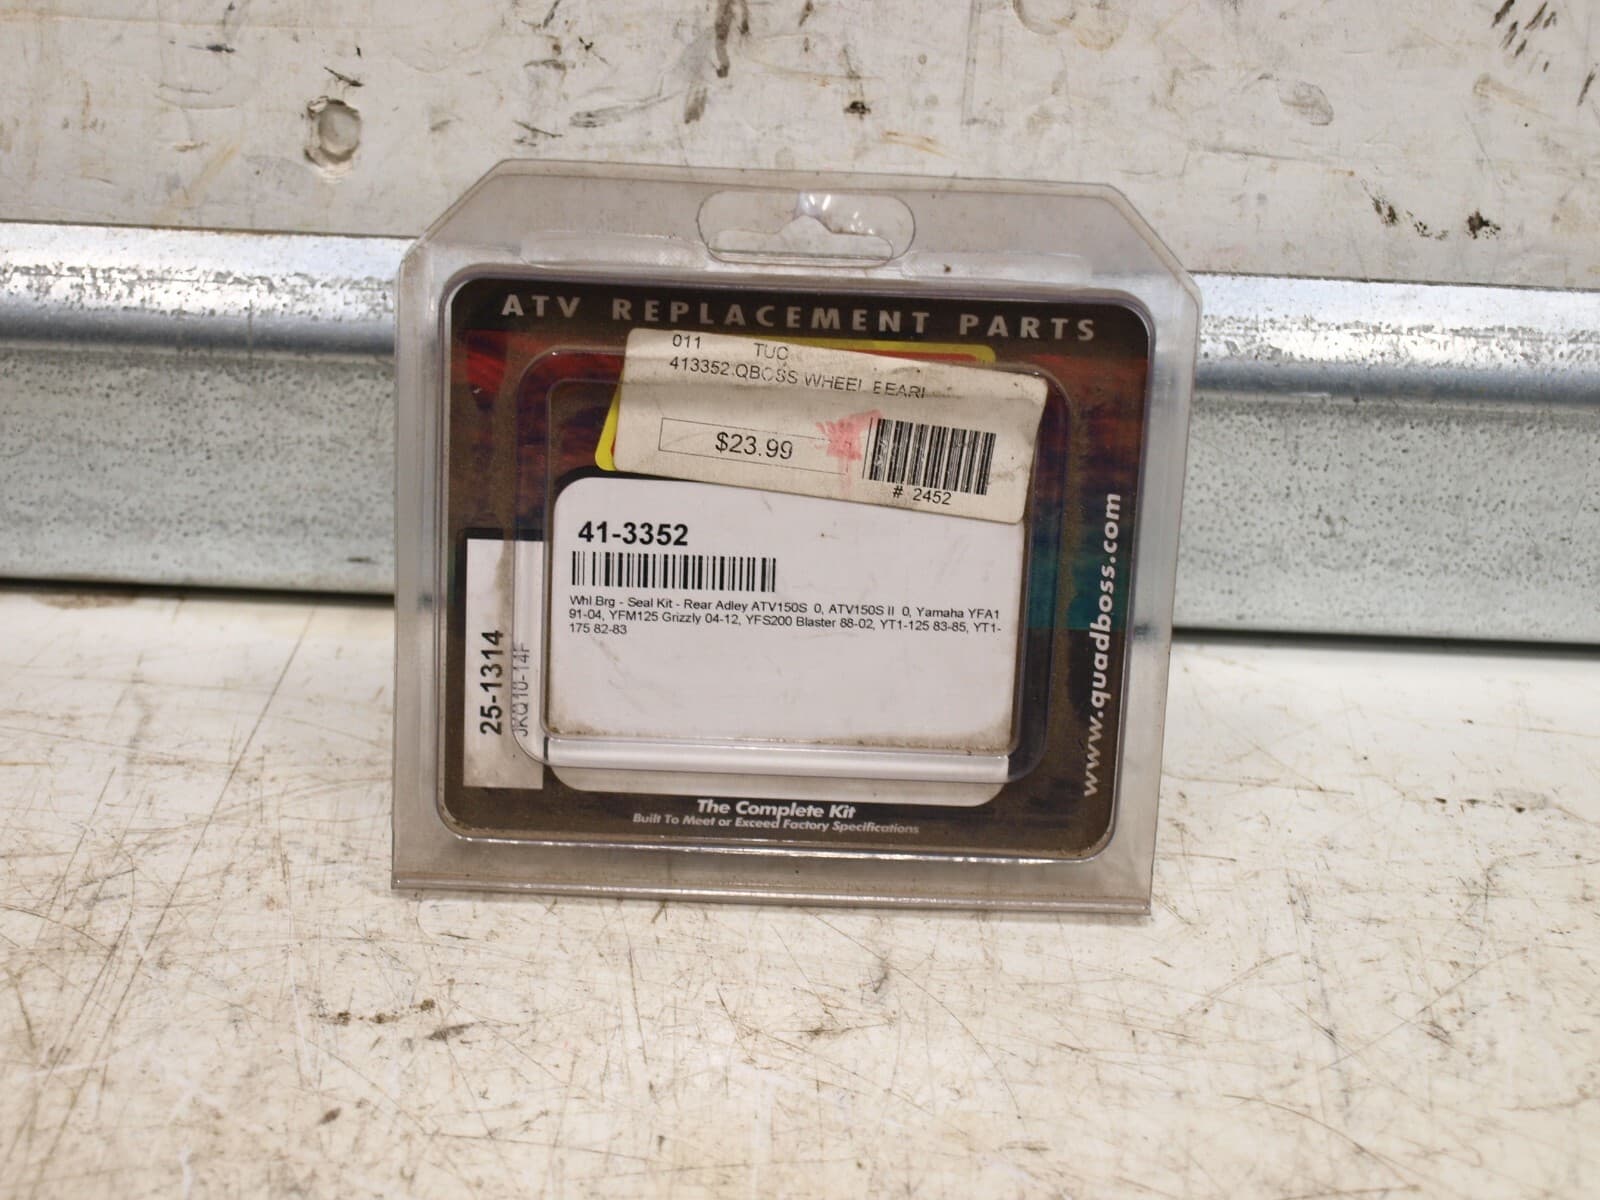 ATV REPLACEMENT PARTS
011 TUC
413352.QBOSS WHEEL BEARI
$23.99
# 2452
41-3352
Whl Brg - Seal Kit - Rear Adley ATV150S 0, ATV150S II 0, Yamaha YFA1
91-04, YFM125 Grizzly 04-12, YFS200 Blaster 88-02, YT1-125 83-85, YT1-
175 82-83
25-1314
JKQ10-14F
www.quadboss.com
The Complete Kit
Built To Meet or Exceed Factory Specifications